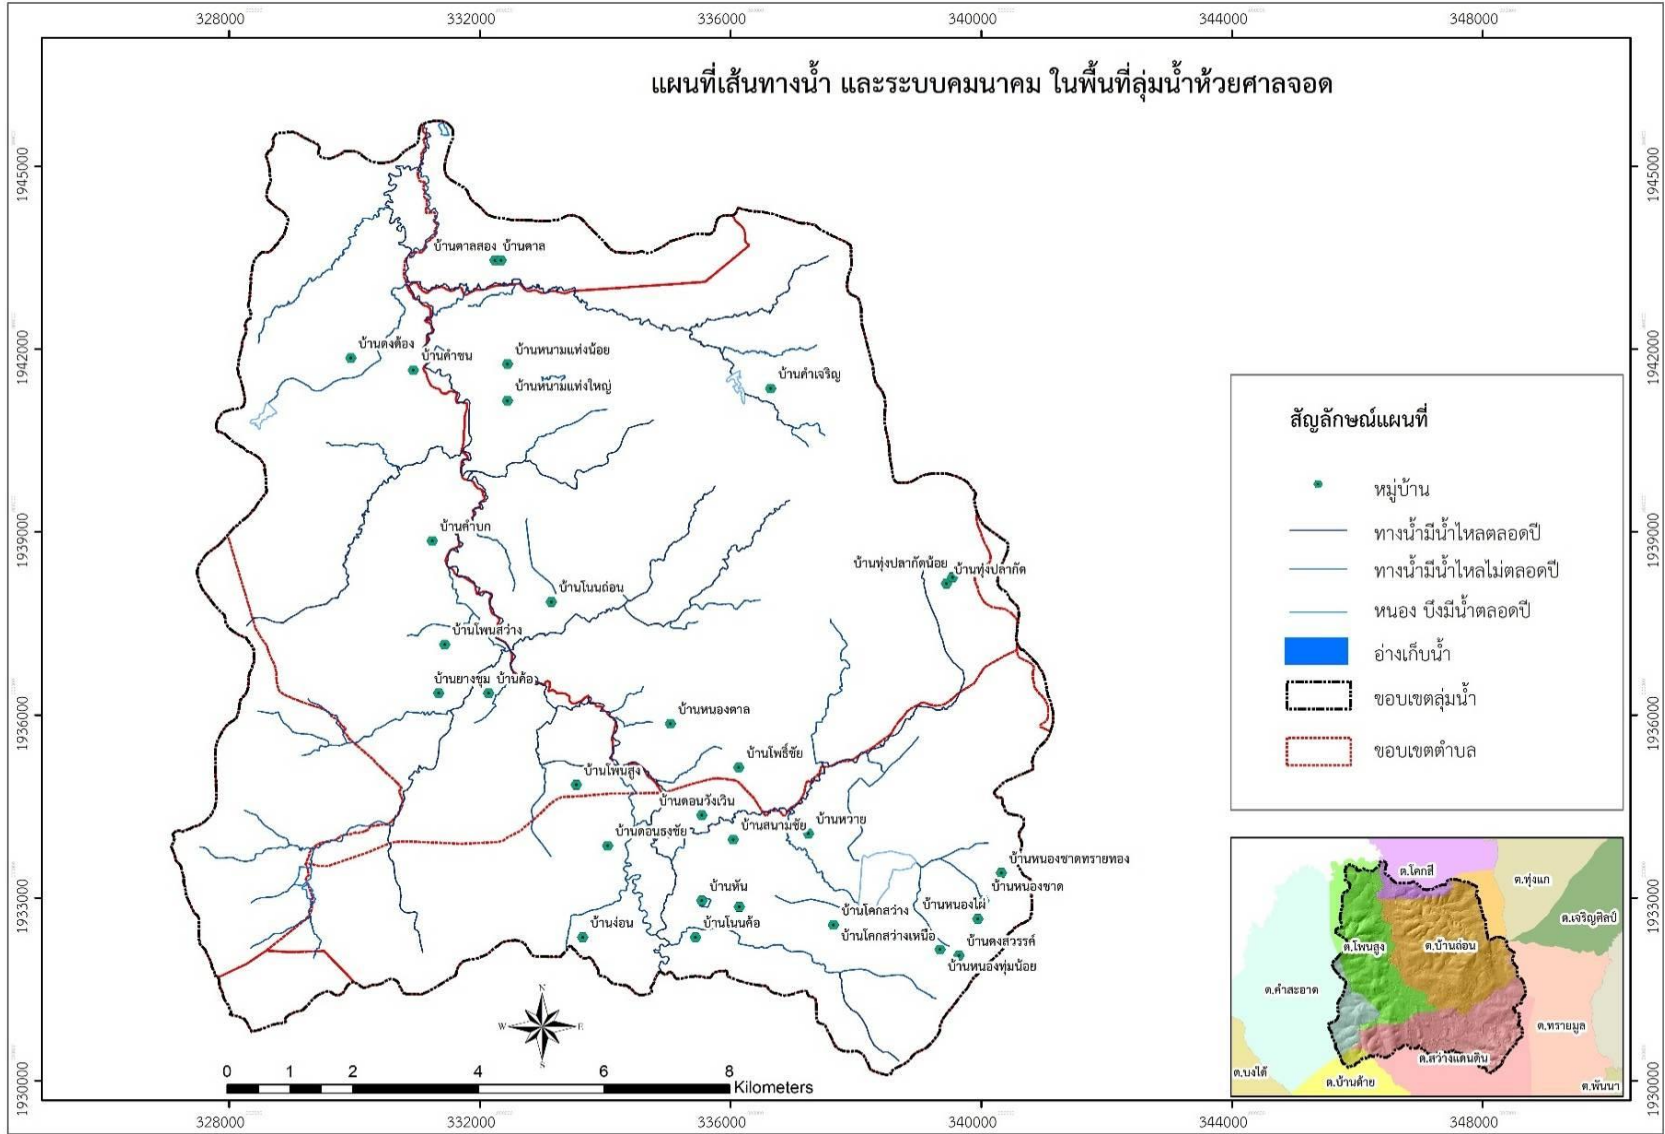 328000 332000 336000 340000 344000 348000
แผนที่เส้นทางน้ำ และระบบคมนาคม ในพื้นที่ลุ่มน้ำห้วยศาลจอด
1945000 1945000
บ้านตาลสอง บ้านตาล
1942000 1942000
บ้านดงต้อง
บ้านคำชน
บ้านหนามแท่งน้อย
บ้านหนามแท่งใหญ่
บ้านคำเจริญ
สัญลักษณ์แผนที่
หมู่บ้าน
ทางน้ำมีน้ำไหลตลอดปี
ทางน้ำมีน้ำไหลไม่ตลอดปี
หนอง บึงมีน้ำตลอดปี
อ่างเก็บน้ำ
ขอบเขตลุ่มน้ำ
ขอบเขตตำบล
1939000 1939000
บ้านคำบก
บ้านทุ่งปลากัดน้อย บ้านทุ่งปลากัด
บ้านโนนถ่อน
บ้านโพนสว่าง
บ้านยางชุม บ้านค้อ
1936000 1936000
บ้านหนองตาล
บ้านโพธิ์ชัย
บ้านโพนสูง
บ้านดอนวังเวิน
บ้านดอนธงชัย
บ้านสนามชัย
บ้านหวาย
บ้านหนองชาดทรายทอง
บ้านหนองชาด
1933000 1933000
บ้านหัน
บ้านหนองไผ่
บ้านโคกสว่าง
บ้านง่อน
บ้านโนนค้อ
บ้านโคกสว่างเหนือ
บ้านดงสวรรค์
บ้านหนองทุ่มน้อย
ต.โคกสี
ต.ทุ่งแก
ต.เจริญศิลป์
ต.โพนสูง
ต.บ้านถ่อน
ต.คำสะอาด
ต.ทรายมูล
ต.สว่างแดนดิน
ต.บงใต้
ต.บ้านต้าย
ต.พันนา
N
W E
S
0 1 2 4 6 8
Kilometers
1930000 1930000
328000 332000 336000 340000 344000 348000